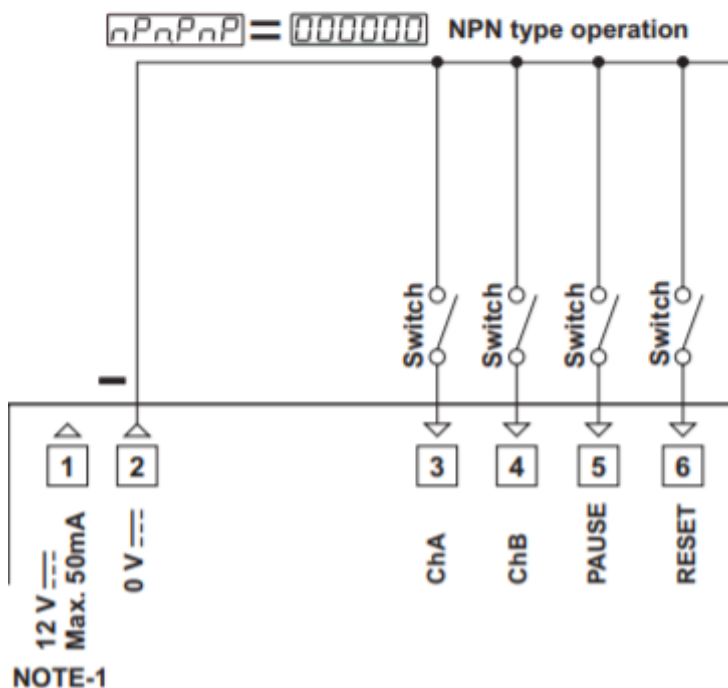 nPnPnP = 000000 NPN type operation
Switch
Switch
Switch
Switch
1
2
3
4
5
6
12 V
Max. 50mA
0 V
ChA
ChB
PAUSE
RESET
NOTE-1